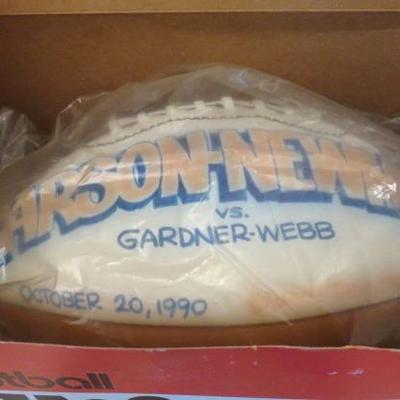 ARSON-NEW
vs.
GARDNER-WEBB
OCTOBER 20, 1990
otball